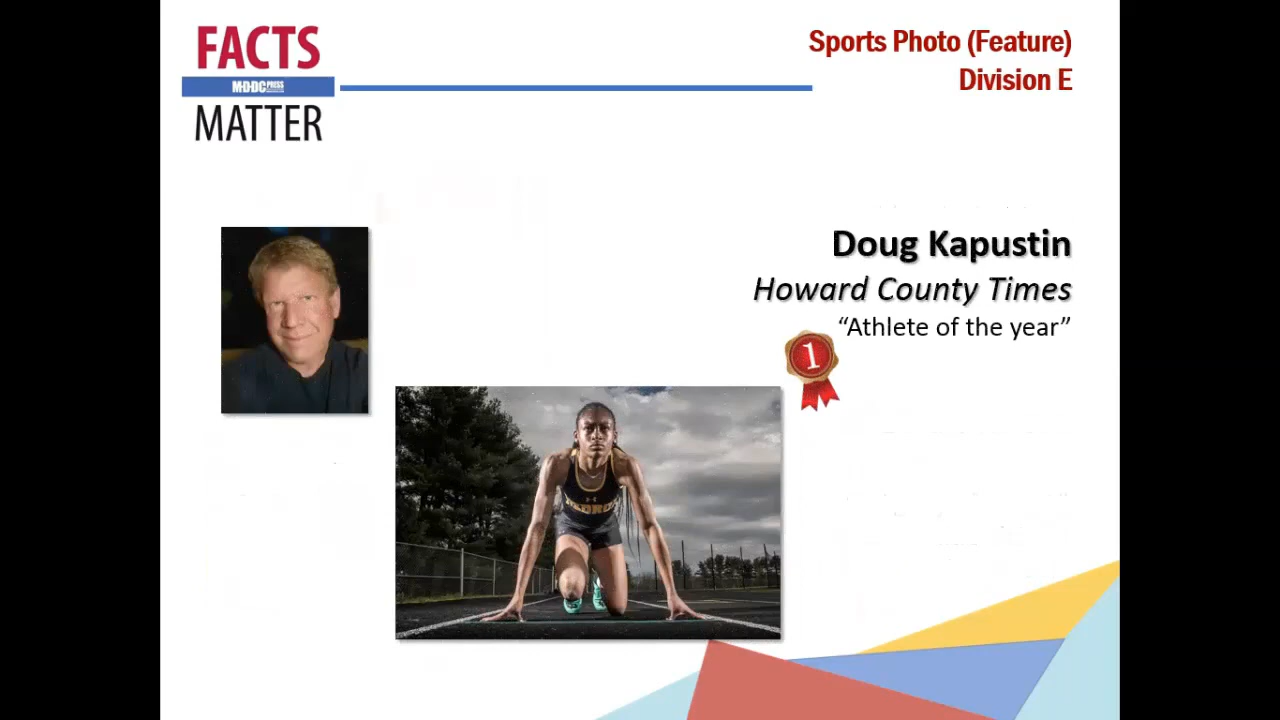 FACTS
MDDC PRESS
MATTER
Sports Photo (Feature)
Division E
Doug Kapustin
Howard County Times
“Athlete of the year”
1